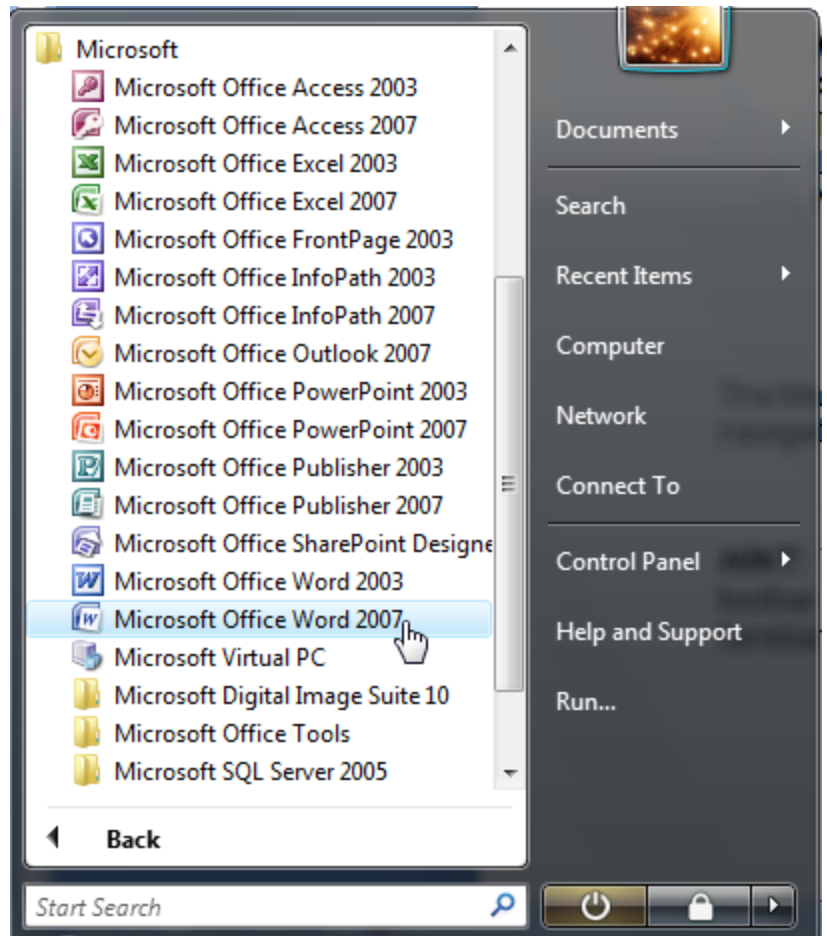 Microsoft
Microsoft Office Access 2003
Microsoft Office Access 2007
Microsoft Office Excel 2003
Microsoft Office Excel 2007
Microsoft Office FrontPage 2003
Microsoft Office InfoPath 2003
Microsoft Office InfoPath 2007
Microsoft Office Outlook 2007
Microsoft Office PowerPoint 2003
Microsoft Office PowerPoint 2007
Microsoft Office Publisher 2003
Microsoft Office Publisher 2007
Microsoft Office SharePoint Designe
Microsoft Office Word 2003
Microsoft Office Word 2007
Microsoft Virtual PC
Microsoft Digital Image Suite 10
Microsoft Office Tools
Microsoft SQL Server 2005
Back
Start Search
Documents
Search
Recent Items
Computer
Network
Connect To
Control Panel
Help and Support
Run...